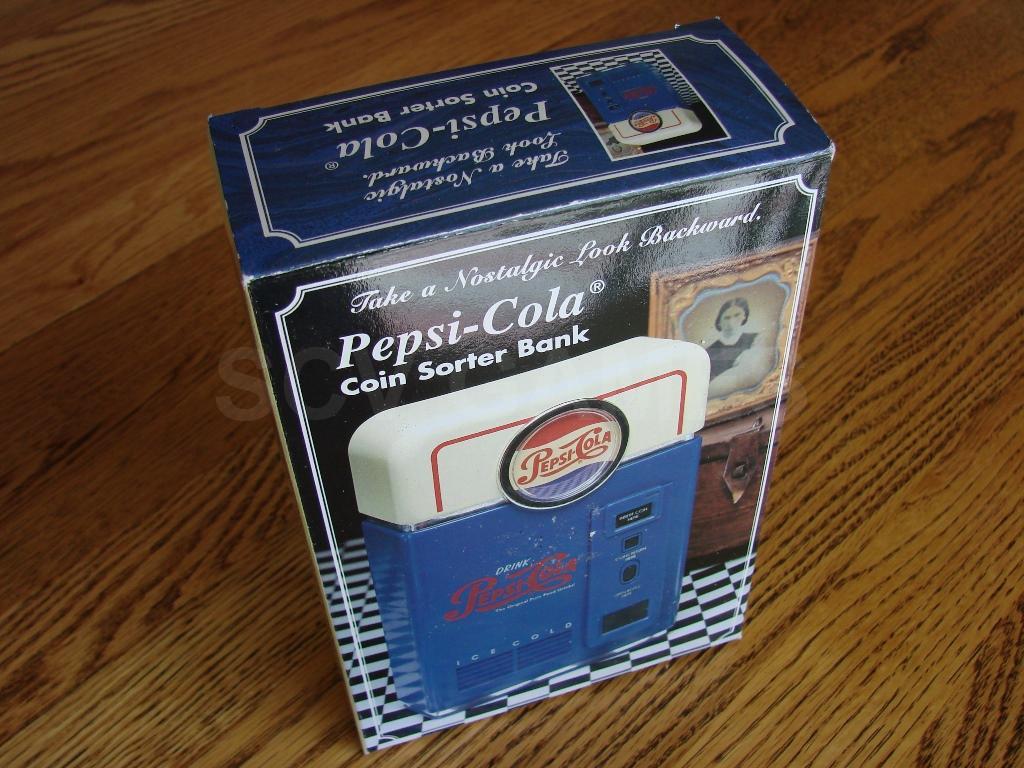 Take a Nostalgic
Look Backward.
Pepsi-Cola®
Coin Sorter Bank
Take a Nostalgic Look Backward.
Pepsi-Cola®
Coin Sorter Bank
PEPSI-COLA
DRINK
PEPSI-COLA
ICE COLD